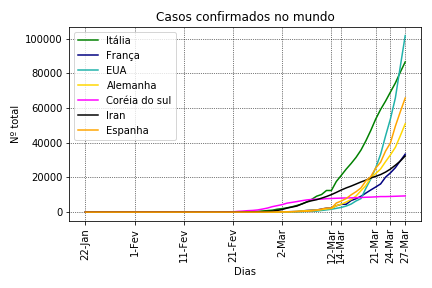 Casos confirmados no mundo
Nº total
100000
80000
60000
40000
20000
0
Itália
França
EUA
Alemanha
Coréia do sul
Iran
Espanha
22-Jan
1-Fev
11-Fev
21-Fev
2-Mar
12-Mar
14-Mar
21-Mar
24-Mar
27-Mar
Dias